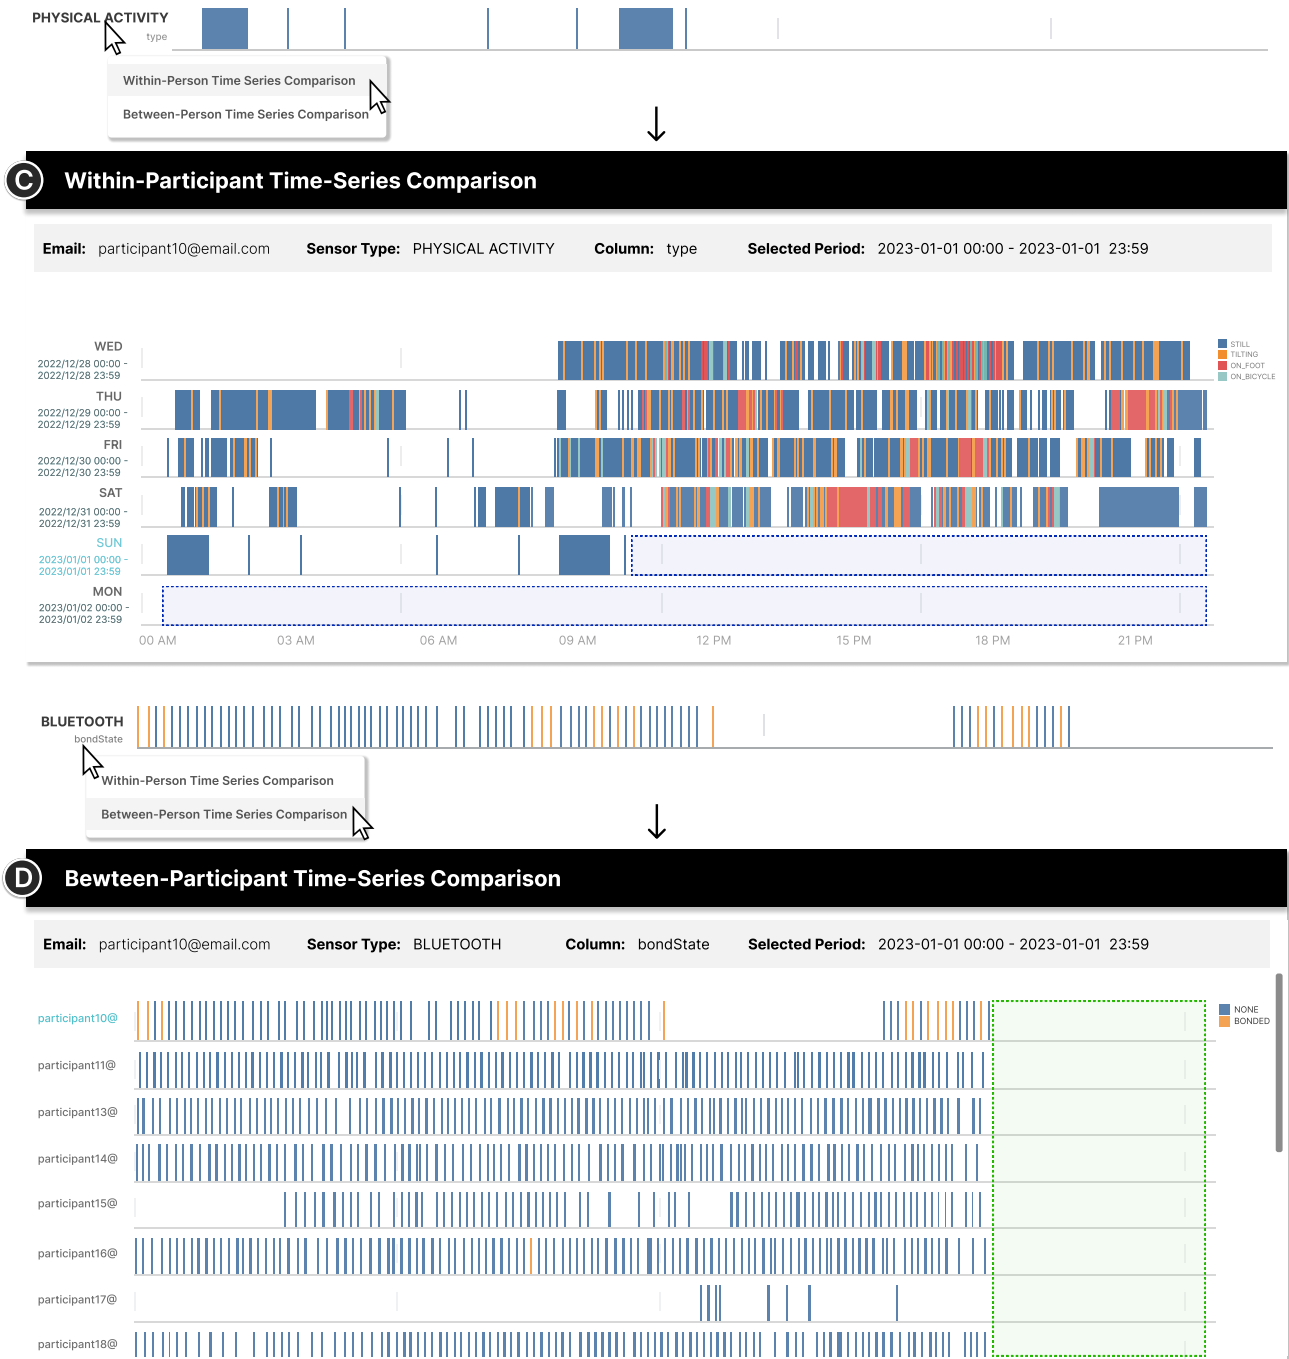 PHYSICAL ACTIVITY
type
Within-Person Time Series Comparison
Between-Person Time Series Comparison
C
Within-Participant Time-Series Comparison
Email: participant10@email.com Sensor Type: PHYSICAL ACTIVITY Column: type Selected Period: 2023-01-01 00:00 - 2023-01-01 23:59
WED
2022/12/28 00:00 -
2022/12/28 23:59
STILL
TILTING
ON_FOOT
ON_BICYCLE
THU
2022/12/29 00:00 -
2022/12/29 23:59
FRI
2022/12/30 00:00 -
2022/12/30 23:59
SAT
2022/12/31 00:00 -
2022/12/31 23:59
SUN
2023/01/01 00:00 -
2023/01/01 23:59
MON
2023/01/02 00:00 -
2023/01/02 23:59
00 AM 03 AM 06 AM 09 AM 12 PM 15 PM 18 PM 21 PM
BLUETOOTH
bondState
Within-Person Time Series Comparison
Between-Person Time Series Comparison
D
Bewteen-Participant Time-Series Comparison
Email: participant10@email.com Sensor Type: BLUETOOTH Column: bondState Selected Period: 2023-01-01 00:00 - 2023-01-01 23:59
participant10@
NONE
BONDED
participant11@
participant13@
participant14@
participant15@
participant16@
participant17@
participant18@